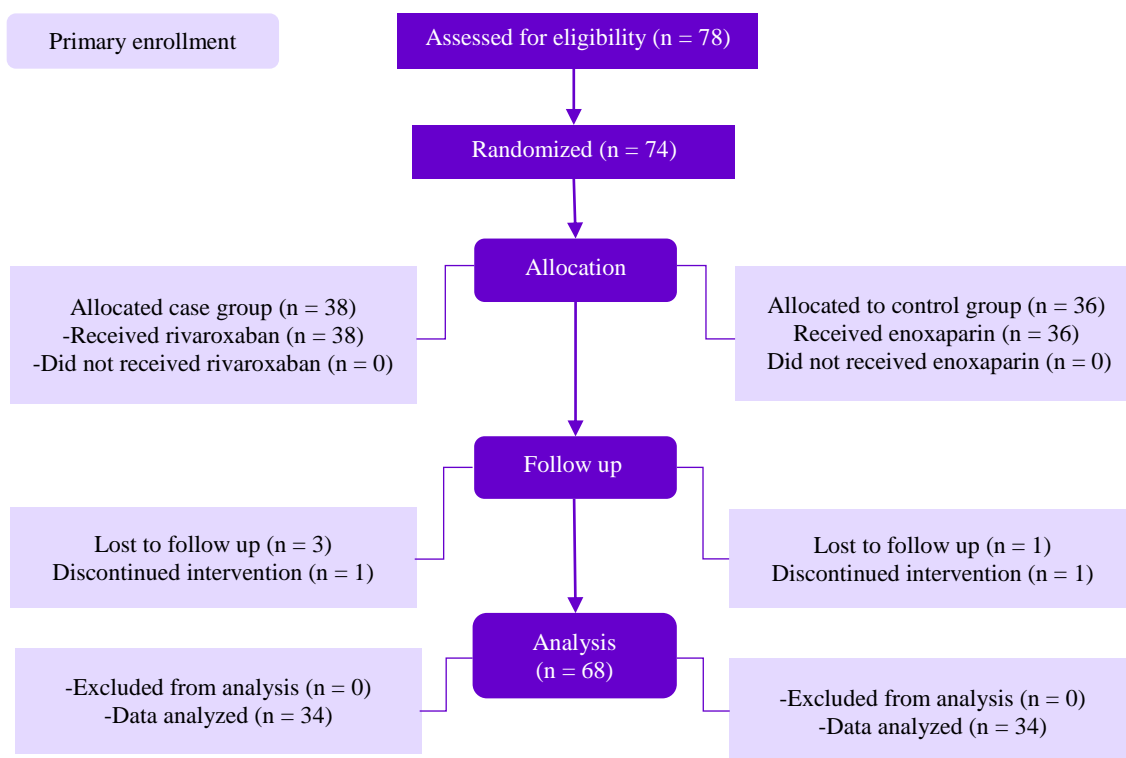 Primary enrollment
Assessed for eligibility (n = 78)
Randomized (n = 74)
Allocation
Allocated case group (n = 38)
-Received rivaroxaban (n = 38)
-Did not received rivaroxaban (n = 0)
Allocated to control group (n = 36)
Received enoxaparin (n = 36)
Did not received enoxaparin (n = 0)
Follow up
Lost to follow up (n = 3)
Discontinued intervention (n = 1)
Lost to follow up (n = 1)
Discontinued intervention (n = 1)
Analysis
(n = 68)
-Excluded from analysis (n = 0)
-Data analyzed (n = 34)
-Excluded from analysis (n = 0)
-Data analyzed (n = 34)